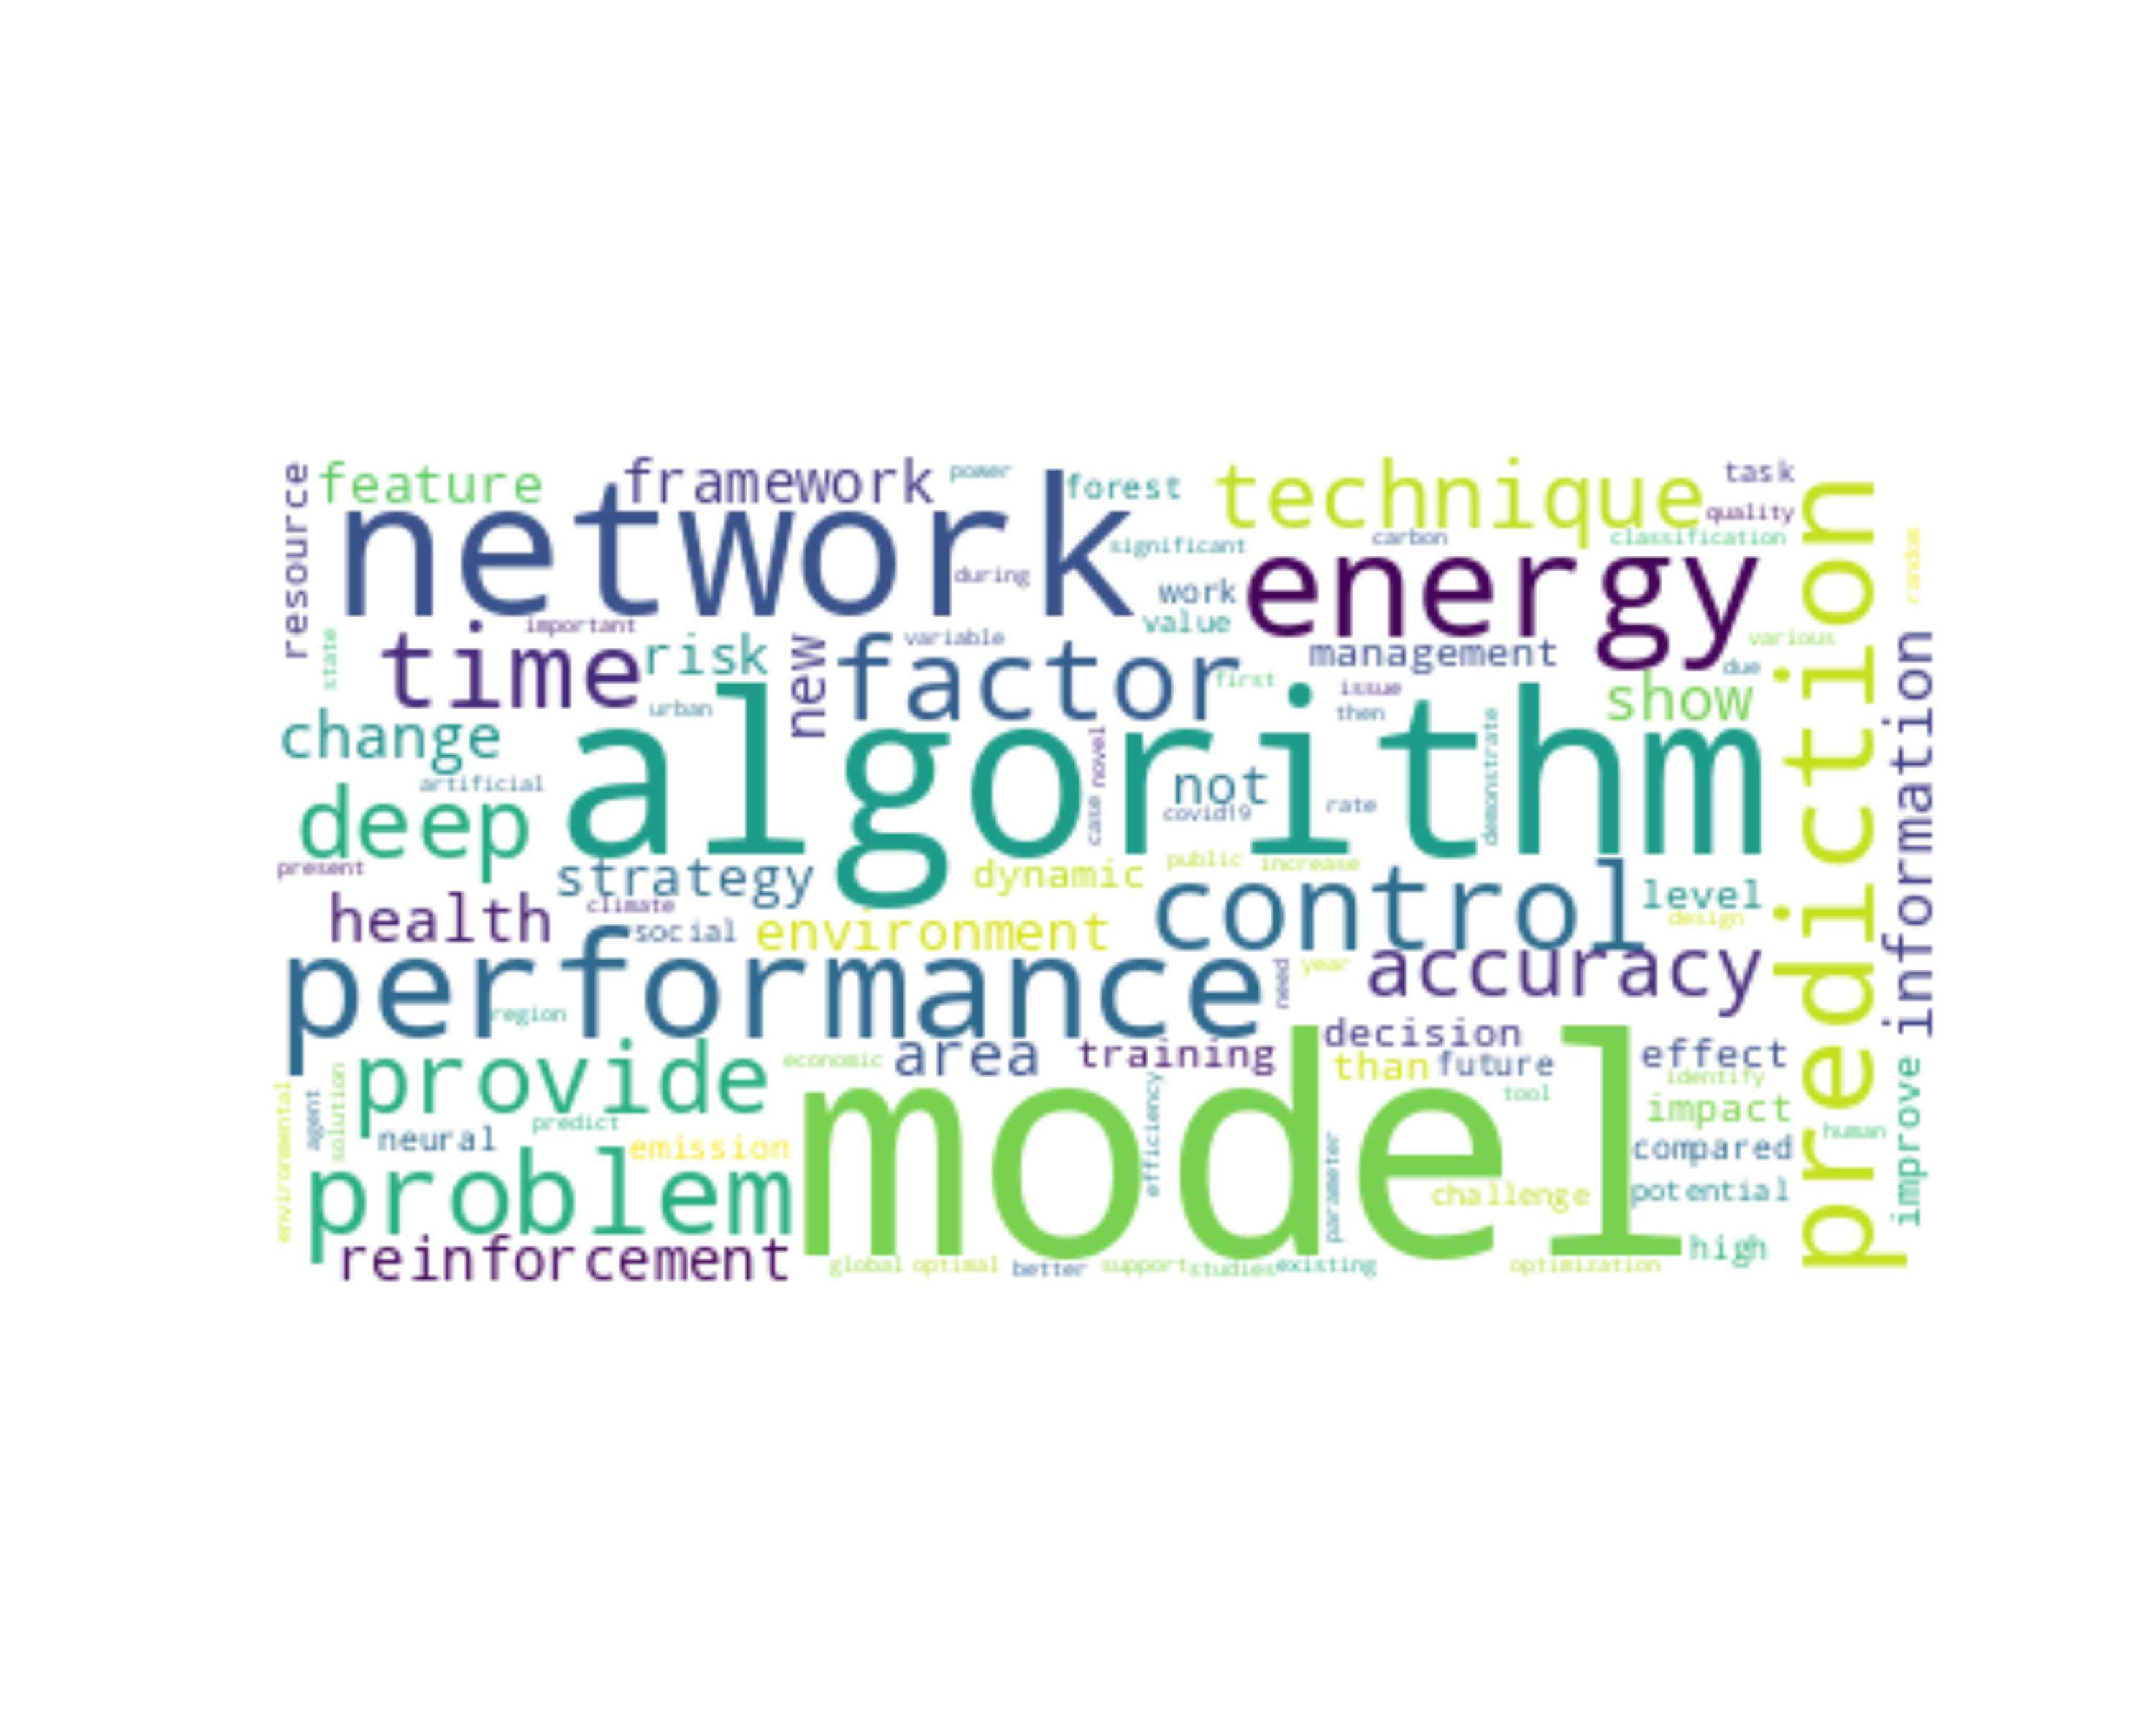 resource
feature
framework
power
forest
technique
task
network
quality
significant
carbon
classification
prediction
random
during
work
energy
important
value
state
time
risk
new
factor
variable
management
various
information
due
first
issue
show
urban
then
change
algorithm
novel
demonstrate
artificial
not
deep
case
covid19
rate
present
strategy
dynamic
public
increase
control
level
health
climate
social
environment
design
performance
need
year
accuracy
region
decision
provide
economic
area
training
than
future
effect
identify
improve
environmental
agent
solution
predict
model
efficiency
tool
impact
human
neural
emission
parameter
compared
problem
challenge
potential
reinforcement
global
optimal
better
support
studies
existing
optimization
high